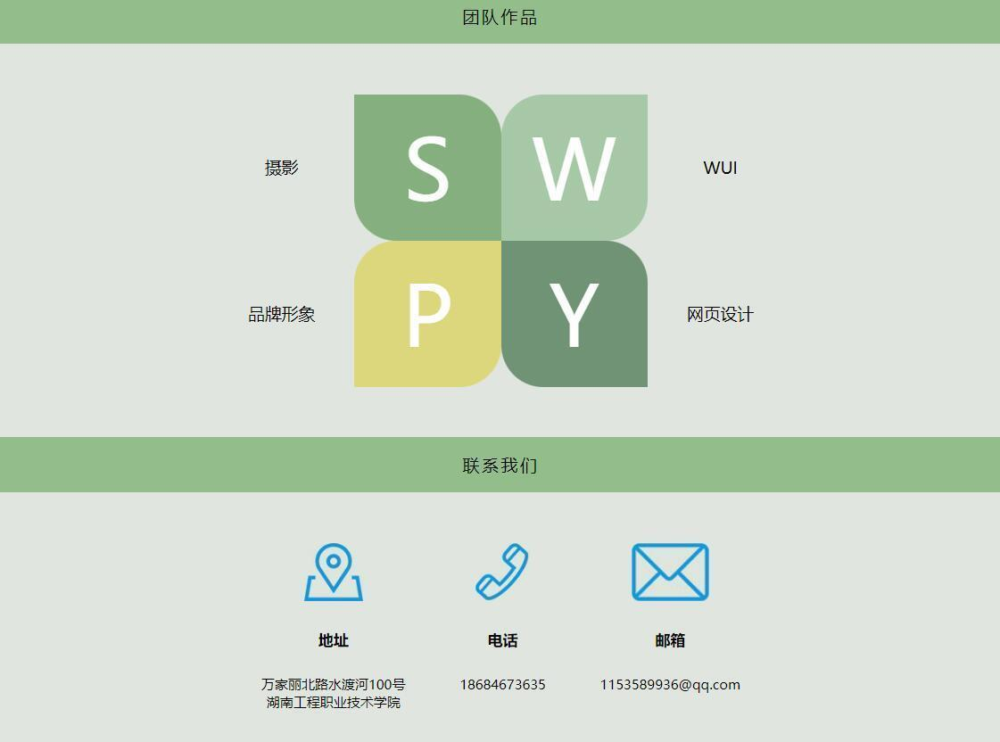 团队作品
摄影
S
W
WUI
品牌形象
P
Y
网页设计
联系我们
地址
电话
邮箱
万家丽北路水渡河100号
湖南工程职业技术学院
18684673635
1153589936@qq.com